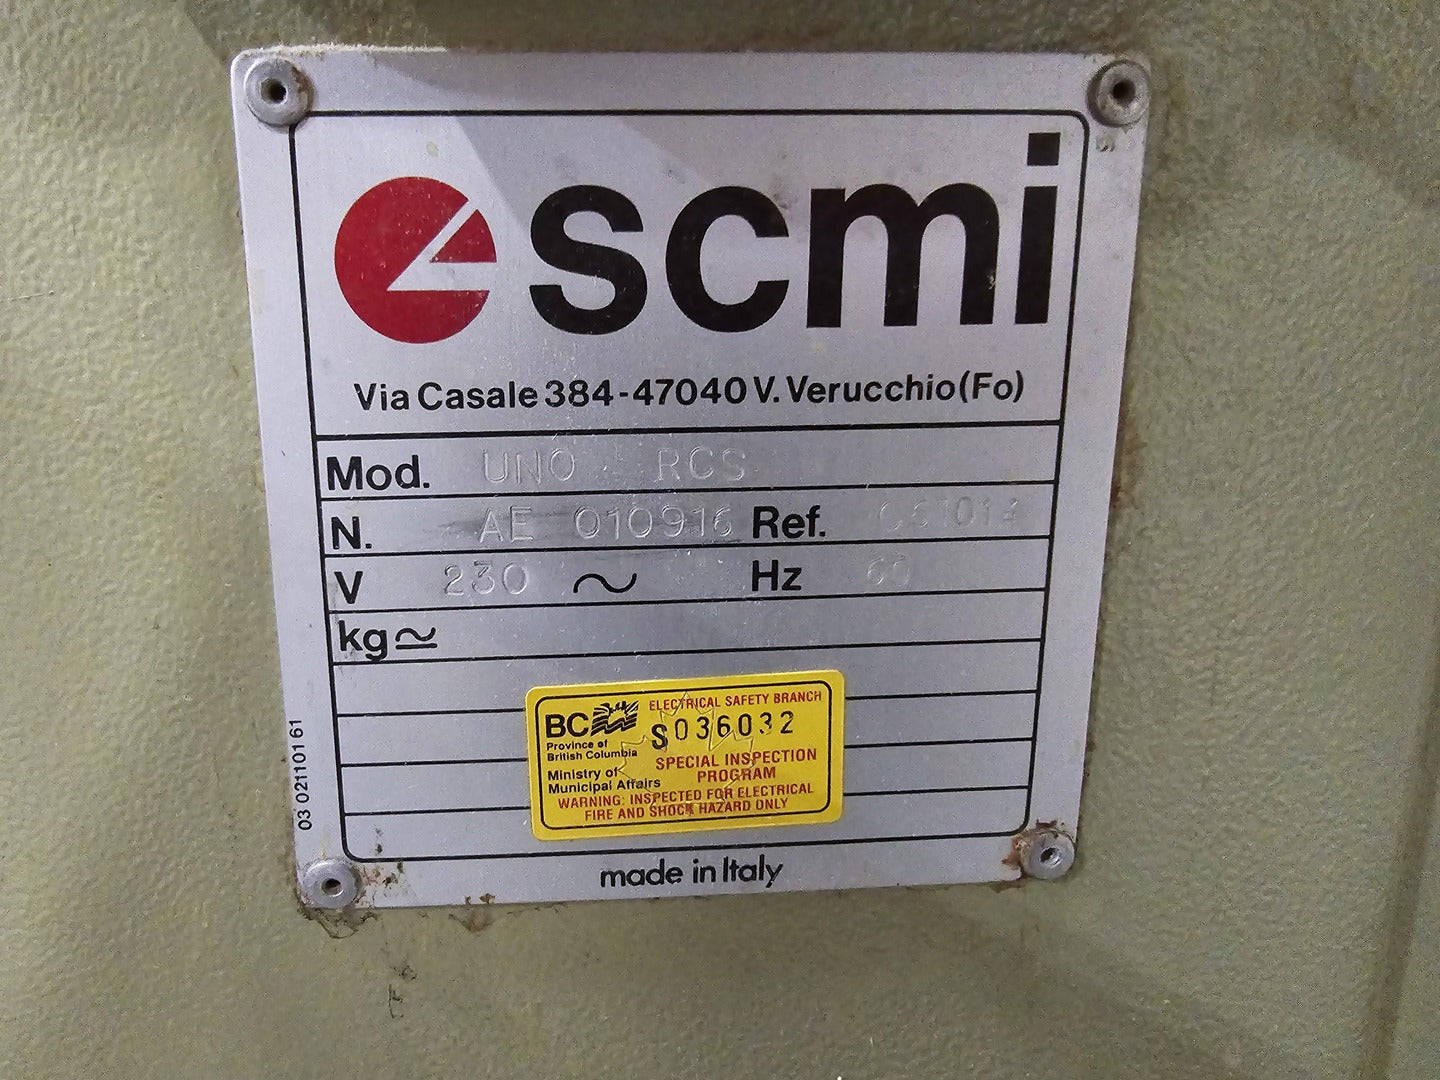 scmi
Via Casale 384-47040 V. Verucchio (Fo)
Mod. UNO RCS
N. AE 010916 Ref.
V 230 ~ Hz 60
kg ≃
BC
Province of
British Columbia
Ministry of
Municipal Affairs
ELECTRICAL SAFETY BRANCH
S036032
SPECIAL INSPECTION
PROGRAM
WARNING: INSPECTED FOR ELECTRICAL
FIRE AND SHOCK HAZARD ONLY
made in Italy
03 0211101 61